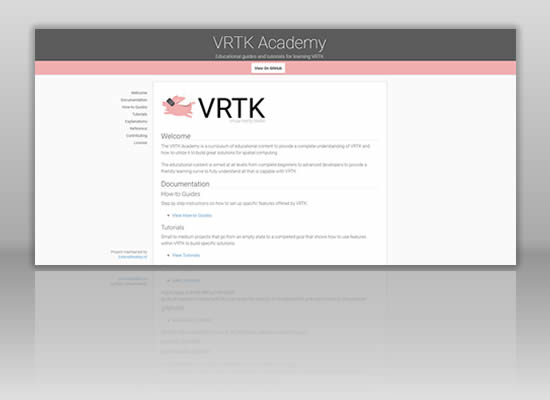 VRTK Academy
Educational guides and tutorials for learning VRTK
View On GitHub
Welcome
Documentation
How-to Guides
Tutorials
Explanations
Reference
Contributing
License
Project maintained by
VRTK
Welcome
The VRTK Academy is a curriculum of educational content to provide a complete understanding of VRTK and
how to utilize it to build great solutions for spatial computing.
The educational content is aimed at all levels from complete beginners to advanced developers to provide a
friendly learning curve to fully understand all that is capable with VRTK.
Documentation
How-to Guides
Step by step instructions on how to set up specific features offered by VRTK.
View How-to Guides
Tutorials
Small to medium projects that go from an empty state to a completed goal that shows how to use features
within VRTK to build specific solutions.
View Tutorials